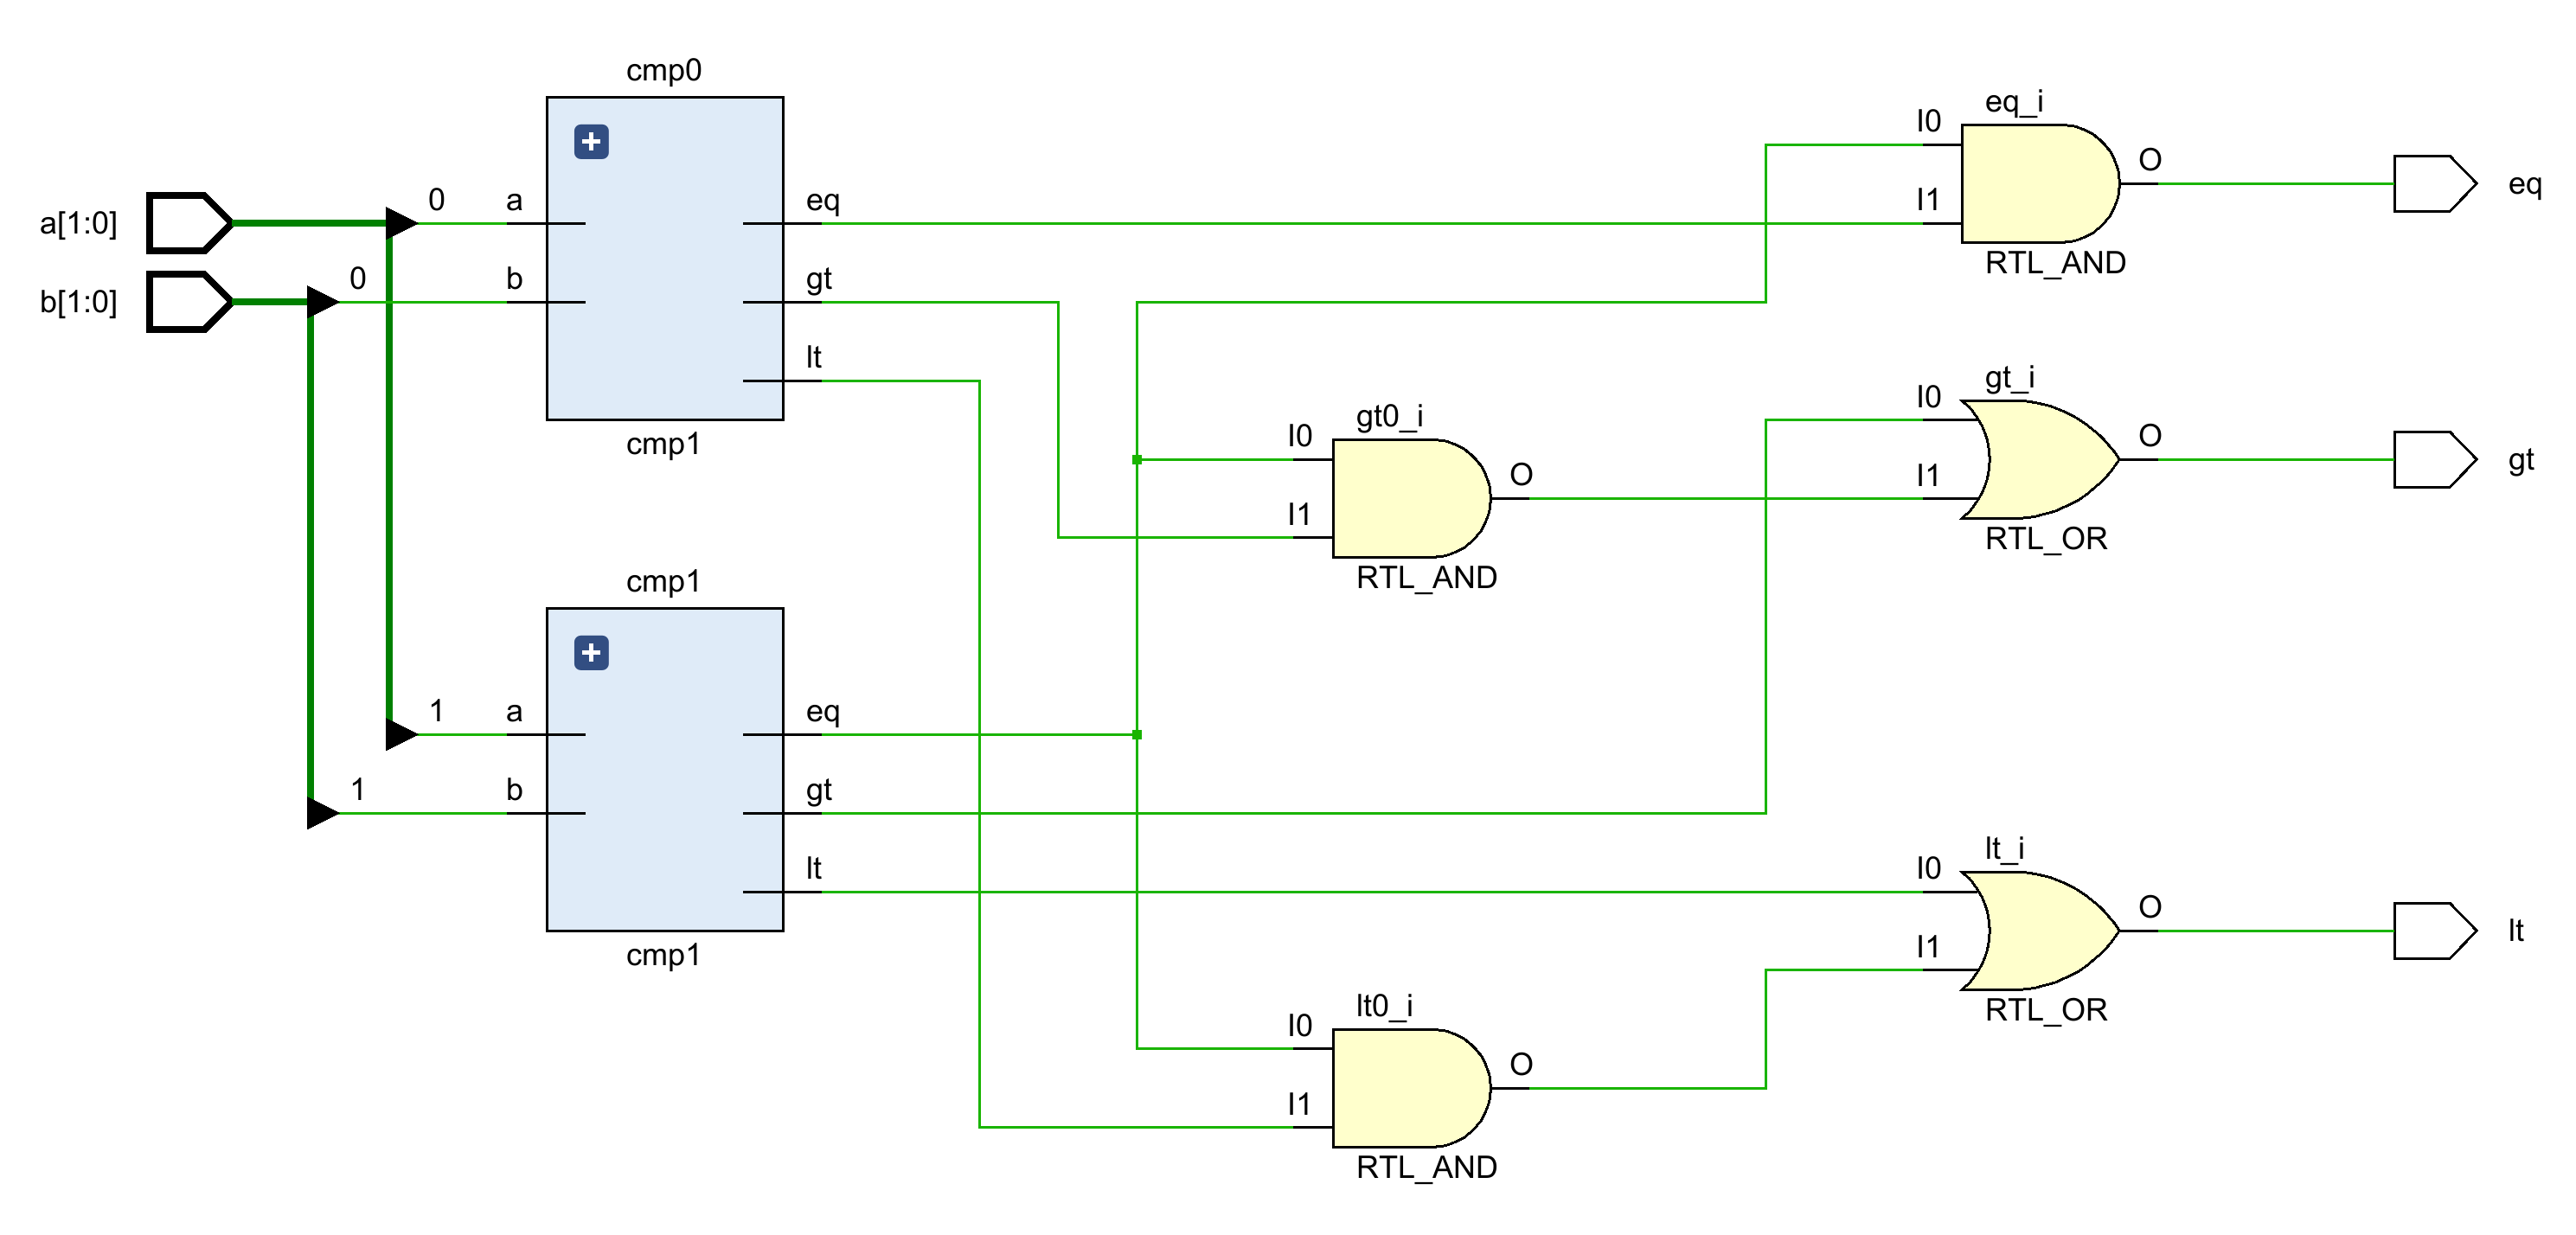 cmp0
eq_i
I0
O
0
a
eq
I1
eq
a[1:0]
RTL_AND
0
b
gt
b[1:0]
lt
gt_i
I0
gt0_i
I0
O
gt
cmp1
O
I1
I1
RTL_OR
RTL_AND
cmp1
1
a
eq
1
b
gt
lt_i
lt
I0
O
lt
I1
cmp1
lt0_i
RTL_OR
I0
O
I1
RTL_AND